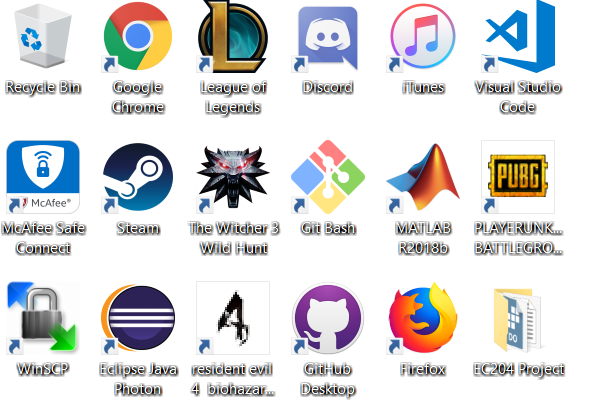 Recycle Bin
Google
Chrome
League of
Legends
Discord
iTunes
Visual Studio
Code
McAfee®
McAfee Safe
Connect
Steam
The Witcher 3
Wild Hunt
Git Bash
MATLAB
R2018b
PUBG
PLAYERUNK...
BATTLEGRO...
WinSCP
Eclipse Java
Photon
4
resident evil
4 biohazar...
GitHub
Desktop
Firefox
DO
EC204 Project